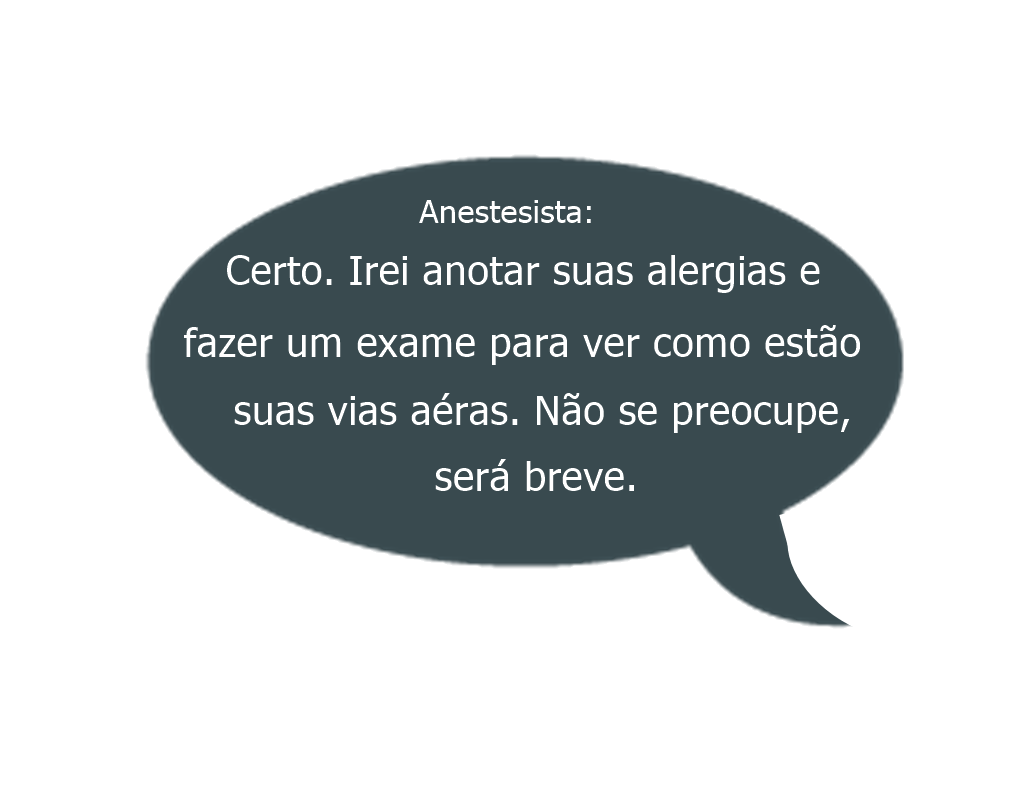 Anestesista:
Certo. Irei anotar suas alergias e
fazer um exame para ver como estão
suas vias aéras. Não se preocupe,
será breve.